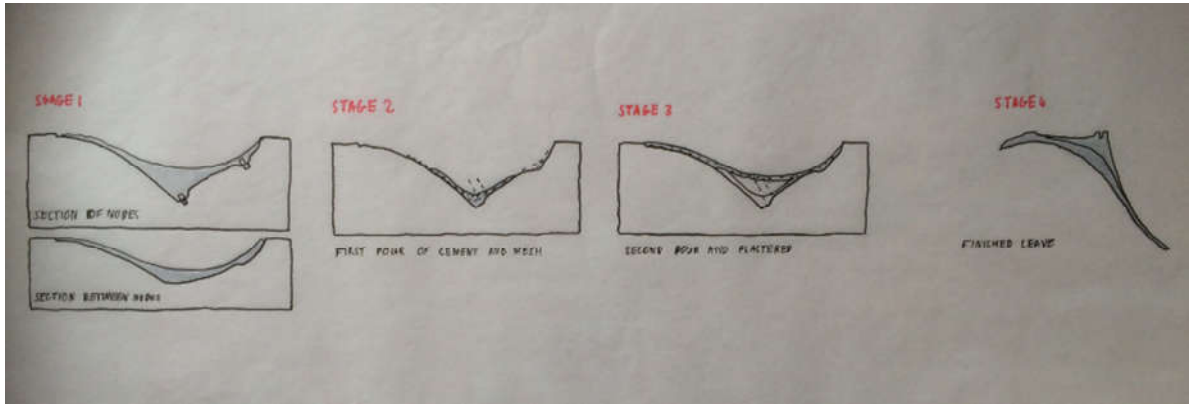 STAGE 1
SECTION OF NODES
SECTION BETWEEN NODES
STAGE 2
FIRST POUR OF CEMENT AND MESH
STAGE 3
SECOND POUR AND PLASTERED
STAGE 4
FINISHED LEAVE